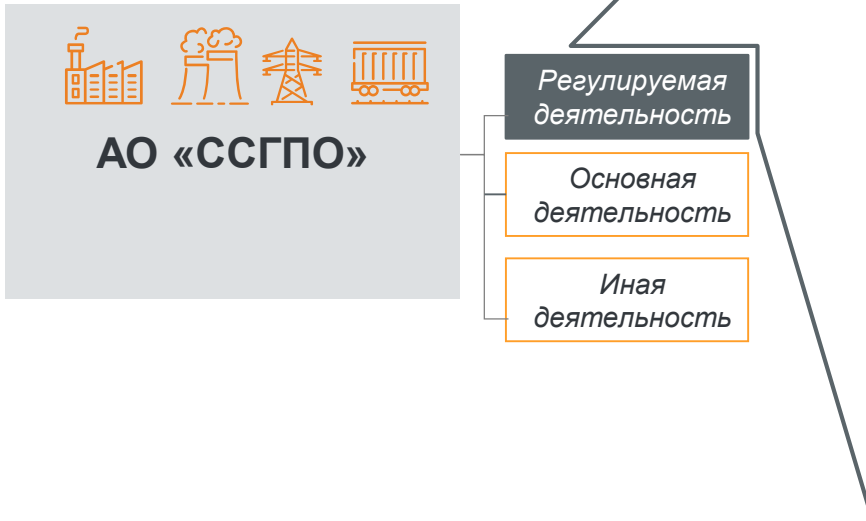 АО «ССГПО»
Регулируемая
деятельность
Основная
деятельность
Иная
деятельность